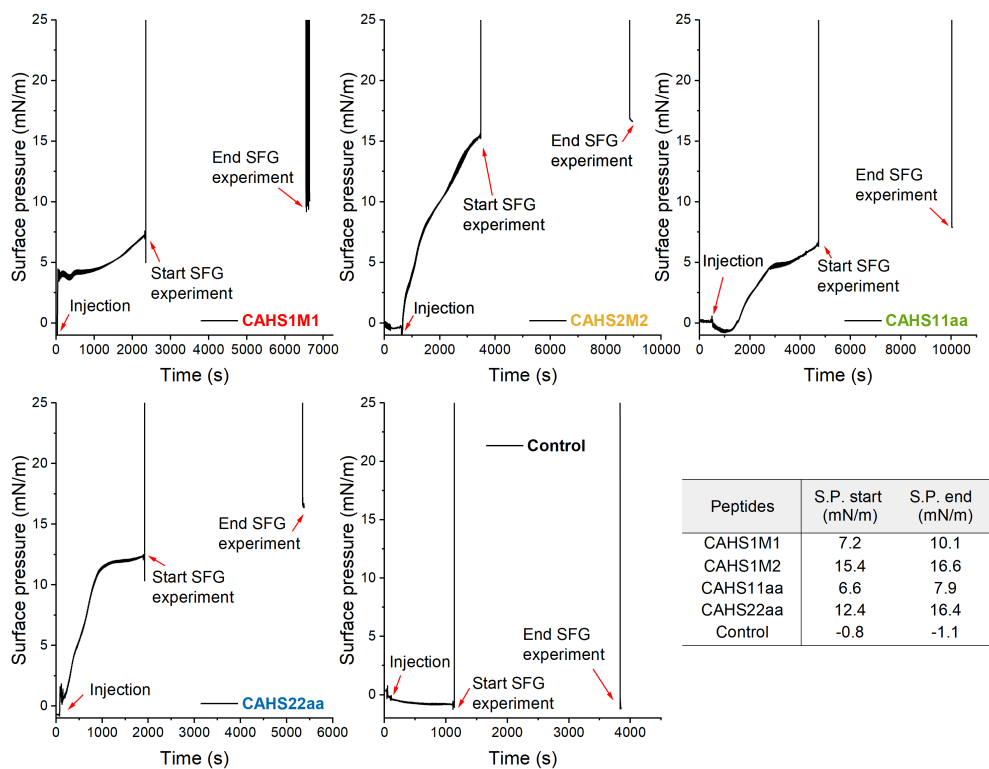 Surface pressure (mN/m)
25
20
15
10
5
0
End SFG
experiment
Start SFG
experiment
Injection
CAHS1M1
0 1000 2000 3000 4000 5000 6000 7000
Time (s)
Surface pressure (mN/m)
25
20
15
10
5
0
End SFG
experiment
Start SFG
experiment
Injection
CAHS2M2
0 2000 4000 6000 8000 10000
Time (s)
Surface pressure (mN/m)
25
20
15
10
5
0
End SFG
experiment
Injection
Start SFG
experiment
CAHS11aa
0 2000 4000 6000 8000 10000
Time (s)
Surface pressure (mN/m)
25
20
15
10
5
0
End SFG
experiment
Start SFG
experiment
Injection
CAHS22aa
0 1000 2000 3000 4000 5000 6000
Time (s)
Surface pressure (mN/m)
25
20
15
10
5
0
Control
End SFG
experiment
Injection
Start SFG
experiment
0 1000 2000 3000 4000
Time (s)
Peptides S.P. start (mN/m) S.P. end (mN/m)
CAHS1M1 7.2 10.1
CAHS1M2 15.4 16.6
CAHS11aa 6.6 7.9
CAHS22aa 12.4 16.4
Control -0.8 -1.1